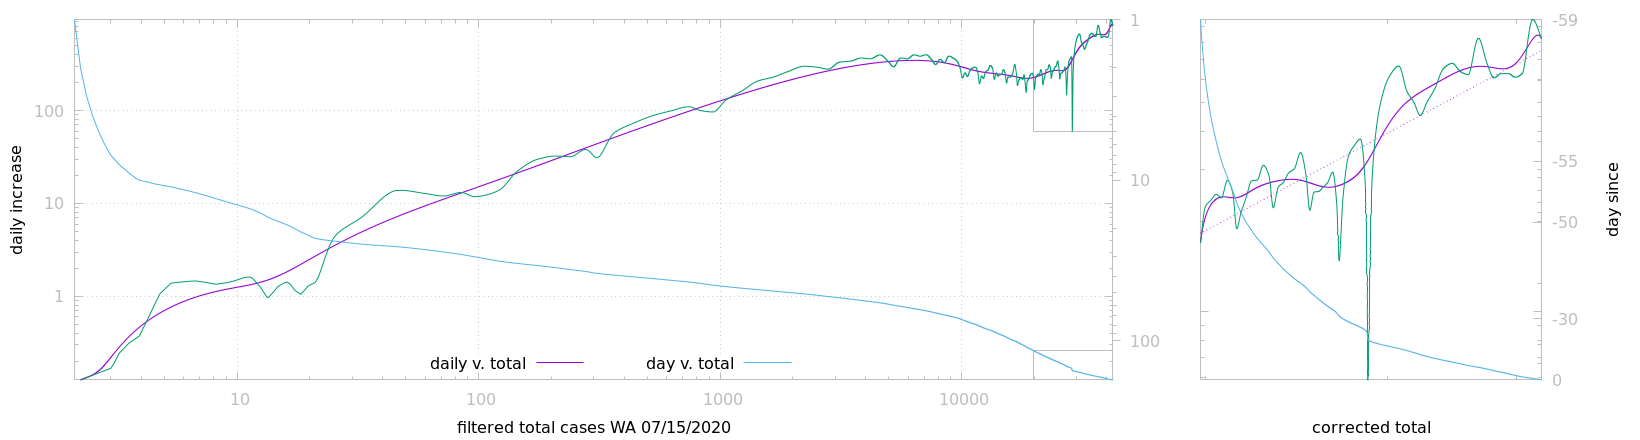 daily increase
100
10
1
daily v. total
day v. total
10
100
1000
10000
filtered total cases WA 07/15/2020
1
10
100
-59
-55
-50
-30
0
day since
corrected total